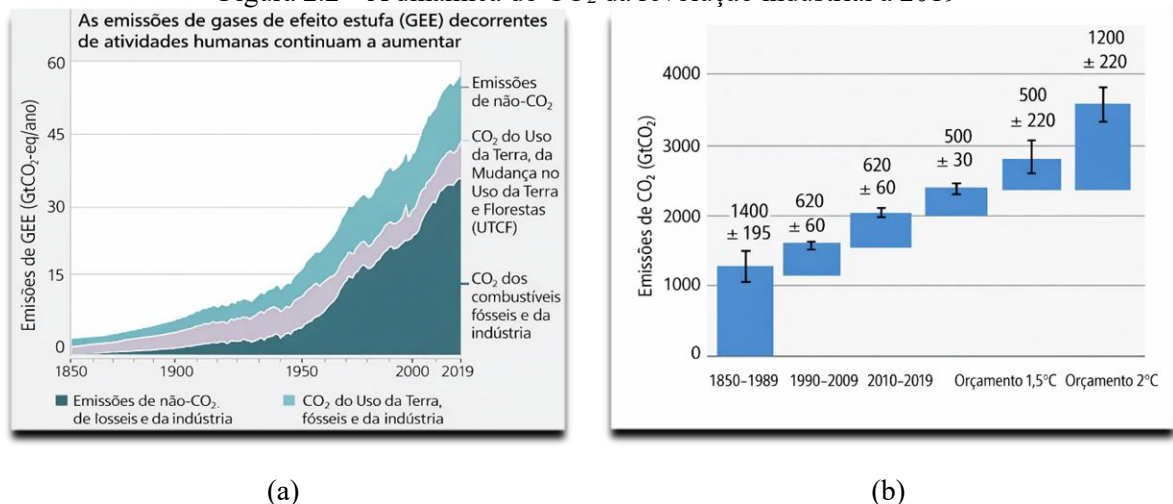 As emissões de gases de efeito estufa (GEE) decorrentes
de atividades humanas continuam a aumentar
Emisões de GEE (GtCO₂-eq/ano)
60
45
30
15
0
1850
1900
1950
2000
2019
Emissões
de não-CO₂
CO₂ do Uso
da Terra, da
Mudança no
Uso da Terra
e Florestas
(UTCF)
CO₂ dos
combustíveis
fósseis e da
indústria
Emissões de não-CO₂.
de losseis e da indústria
CO₂ do Uso da Terra,
fósseis e da indústria
(a)
Emissões de CO₂ (GtCO₂)
4000
3000
2000
1000
0
1400
± 195
620
± 60
620
± 60
500
± 30
500
± 220
1200
± 220
1850–1989
1990–2009
2010–2019
Orçamento 1,5°C
Orçamento 2°C
(b)